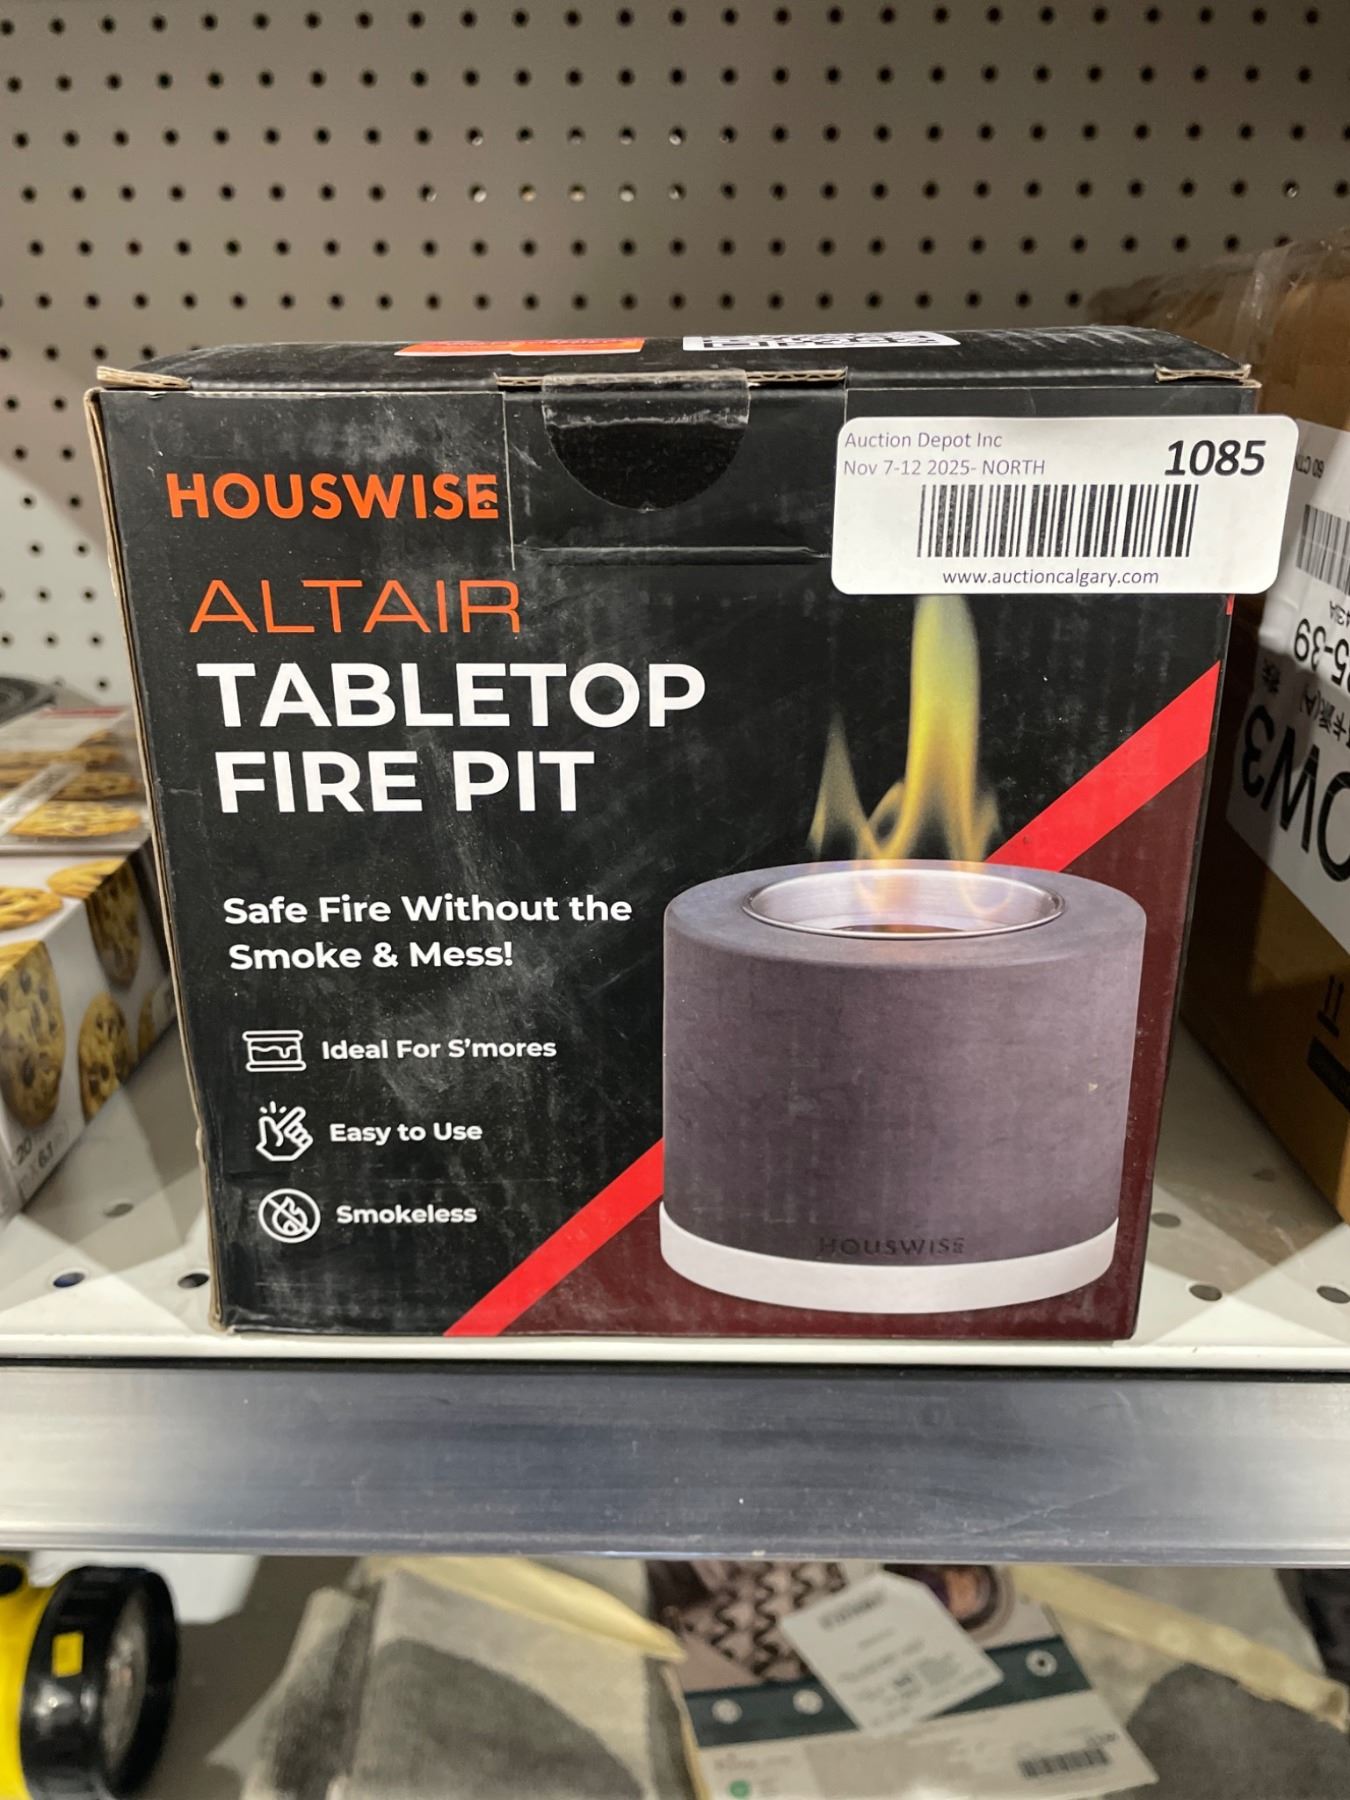 HOUSWISE
ALTAIR
TABLETOP
FIRE PIT
Safe Fire Without the
Smoke & Mess!
Ideal For S'mores
Easy to Use
Smokeless
HOUSWISE
Auction Depot Inc
Nov 7-12 2025- NORTH
1085
www.auctioncalgary.com